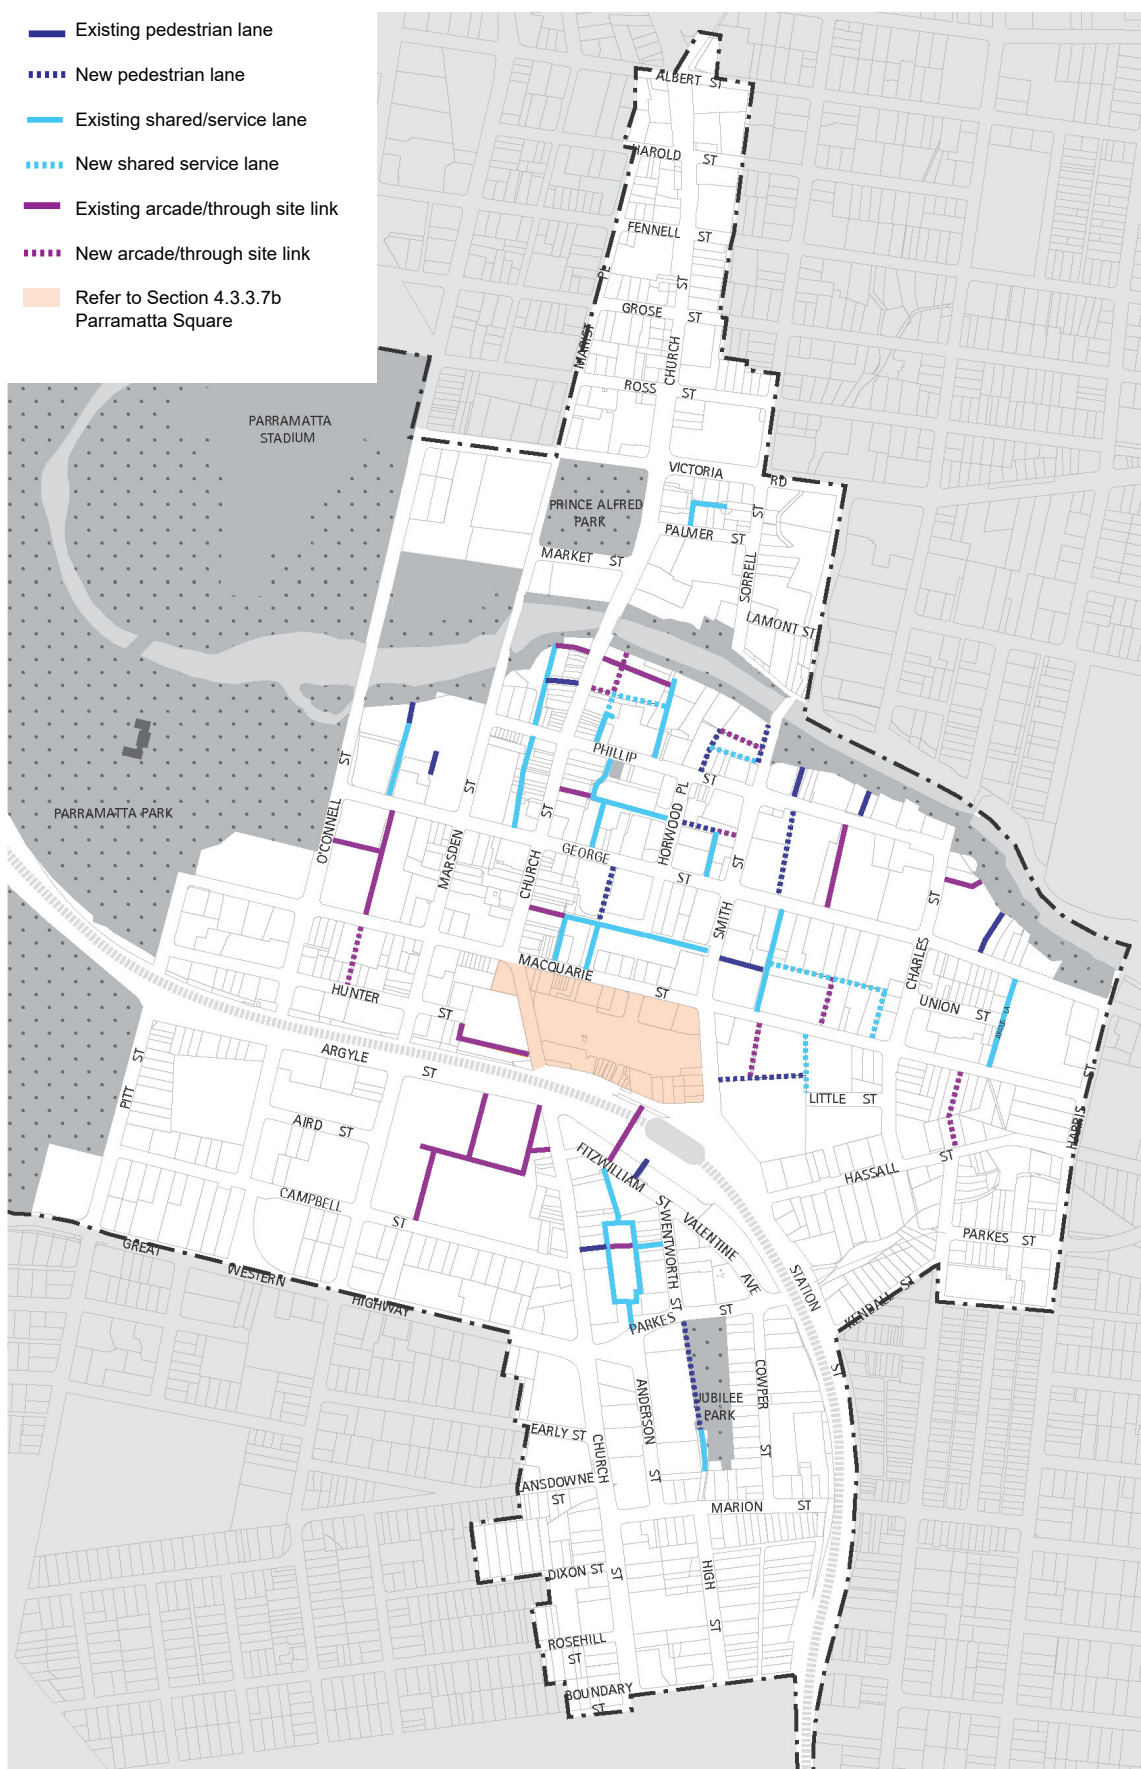 Existing pedestrian lane
New pedestrian lane
Existing shared/service lane
New shared service lane
Existing arcade/through site link
New arcade/through site link
Refer to Section 4.3.3.7b
Parramatta Square
ALBERT ST
HAROLD ST
FENNELL ST
MARIST PL
CHURCH ST
GROSE ST
ROSS ST
PARRAMATTA
STADIUM
VICTORIA RD
PRINCE ALFRED
PARK
PALMER ST
SORRELL ST
MARKET ST
LAMONT ST
PARRAMATTA PARK
O'CONNELL ST
MARSDEN ST
CHURCH ST
PHILLIP ST
HORWOOD PL
GEORGE ST
SMITH ST
CHARLES ST
MACQUARIE ST
HUNTER ST
UNION ST
ARGUS LA
ARGYLE ST
PITT ST
AIRD ST
LITTLE ST
HARRIS ST
HASSALL ST
CAMPBELL ST
FITZWILLIAM ST
WENTWORTH ST
VALENTINE AVE
STATION ST
PARKES ST
KENDALL ST
GREAT WESTERN HIGHWAY
PARKES ST
JUBILEE
PARK
COWPER ST
ANDERSON ST
EARLY ST
CHURCH ST
LANSDOWNE
ST
MARION ST
DIXON ST
HIGH ST
ROSEHILL
ST
BOUNDARY
ST